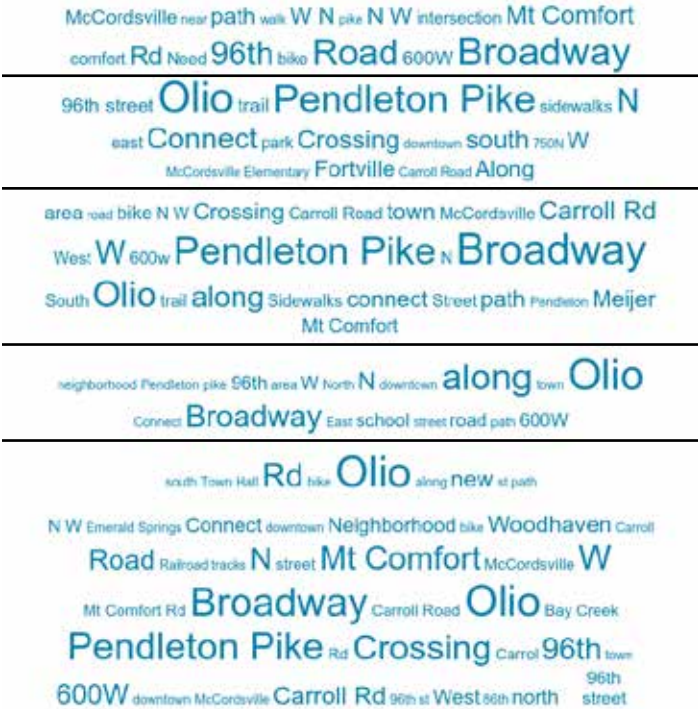 McCordsville near path walk W N pike N W intersection Mt Comfort
comfort Rd Need 96th bike Road 600W Broadway
96th street Olio trail Pendleton Pike sidewalks N
east Connect park Crossing downtown south 750N W
McCordsville Elementary Fortville Carroll Road Along
area road bike N W Crossing Carroll Road town McCordsville Carroll Rd
West W 600w Pendleton Pike N Broadway
South Olio trail along Sidewalks connect Street path Pendleton Meijer
Mt Comfort
neighborhood Pendleton pike 96th area W North N downtown along town Olio
Connect Broadway East school street road path 600W
south Town Hall Rd bike Olio along new st path
N W Emerald Springs Connect downtown Neighborhood bike Woodhaven Carroll
Road Railroad tracks N street Mt Comfort McCordsville W
Mt Comfort Rd Broadway Carroll Road Olio Bay Creek
Pendleton Pike Rd Crossing Carrol 96th town
600W downtown McCordsville Carroll Rd 96th st West 86th north 96th street